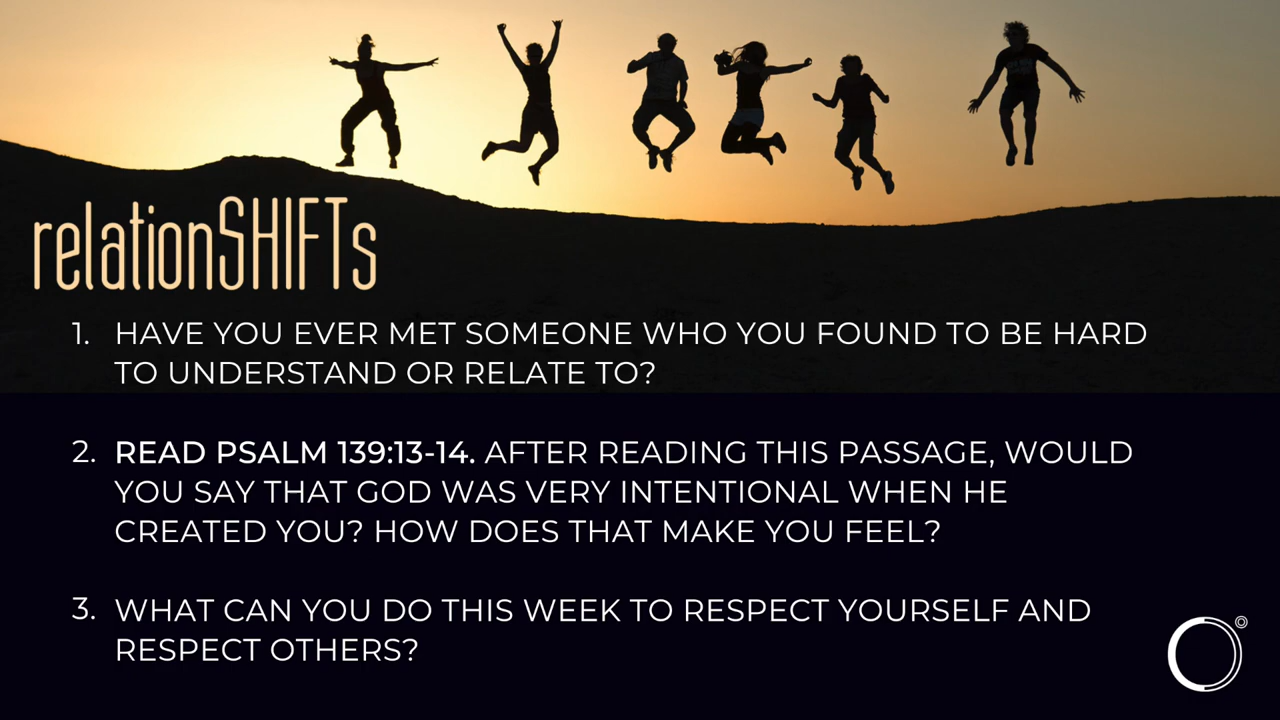 relationSHIFTs
1. HAVE YOU EVER MET SOMEONE WHO YOU FOUND TO BE HARD
TO UNDERSTAND OR RELATE TO?
2. READ PSALM 139:13-14. AFTER READING THIS PASSAGE, WOULD
YOU SAY THAT GOD WAS VERY INTENTIONAL WHEN HE
CREATED YOU? HOW DOES THAT MAKE YOU FEEL?
3. WHAT CAN YOU DO THIS WEEK TO RESPECT YOURSELF AND
RESPECT OTHERS?